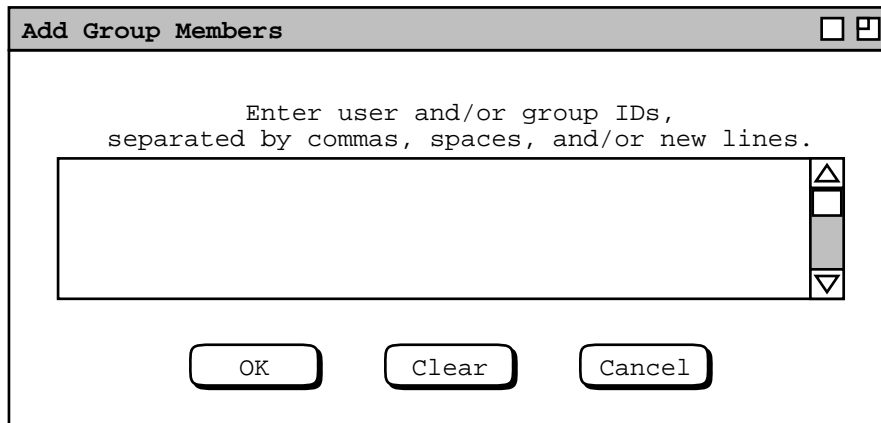 Add Group Members
Enter user and/or group IDs,
separated by commas, spaces, and/or new lines.
OK
Clear
Cancel